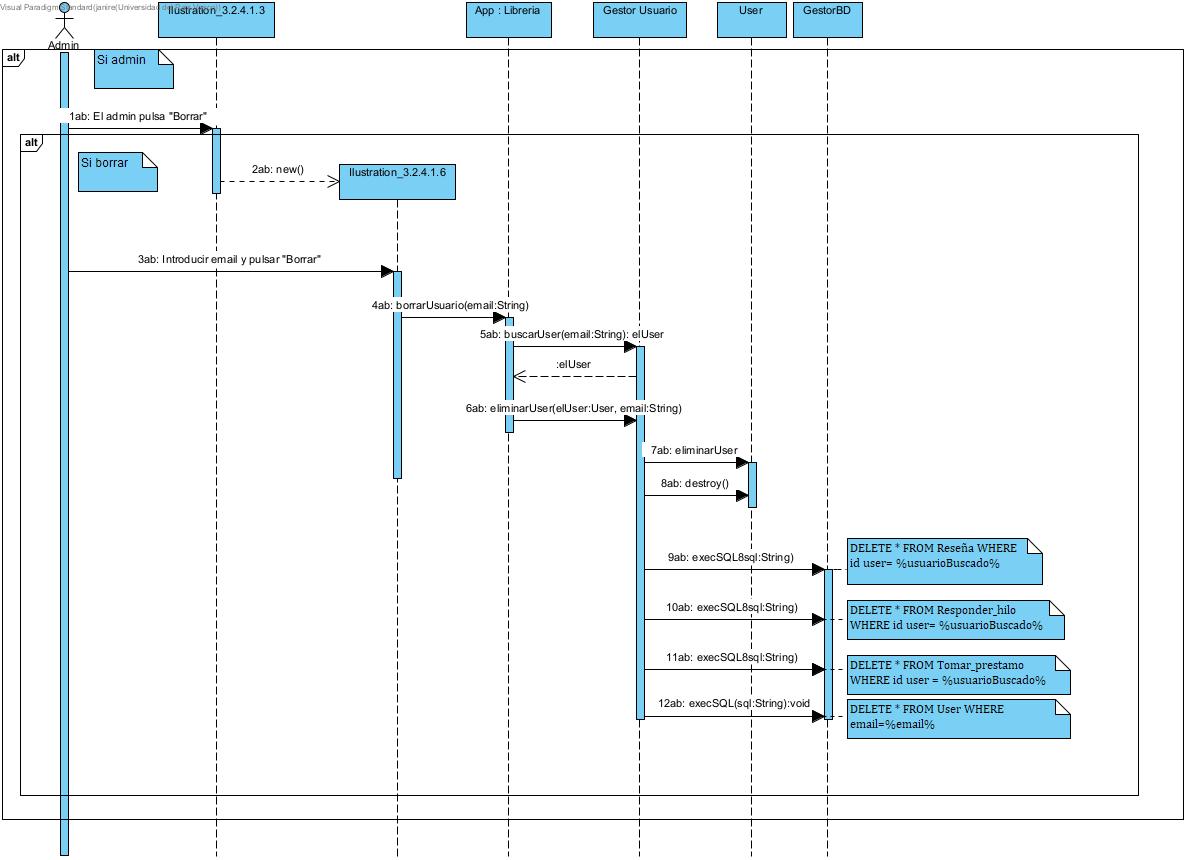 Visual Paradigm Standard(janire(Universidad del
Ilustration_3.2.4.1.3
App : Libreria
Gestor Usuario
User
GestorBD
Admin
alt
Si admin
1ab: El admin pulsa "Borrar"
alt
Si borrar
2ab: new()
Ilustration_3.2.4.1.6
3ab: Introducir email y pulsar "Borrar"
4ab: borrarUsuario(email:String)
5ab: buscarUser(email:String): elUser
:elUser
6ab: eliminarUser(elUser:User, email:String)
7ab: eliminarUser
8ab: destroy()
9ab: execSQL8sql:String)
DELETE * FROM Reseña WHERE
id user= %usuarioBuscado%
10ab: execSQL8sql:String)
DELETE * FROM Responder_hilo
WHERE id user= %usuarioBuscado%
11ab: execSQL8sql:String)
DELETE * FROM Tomar_prestamo
WHERE id user = %usuarioBuscado%
12ab: execSQL(sql:String):void
DELETE * FROM User WHERE
email=%email%